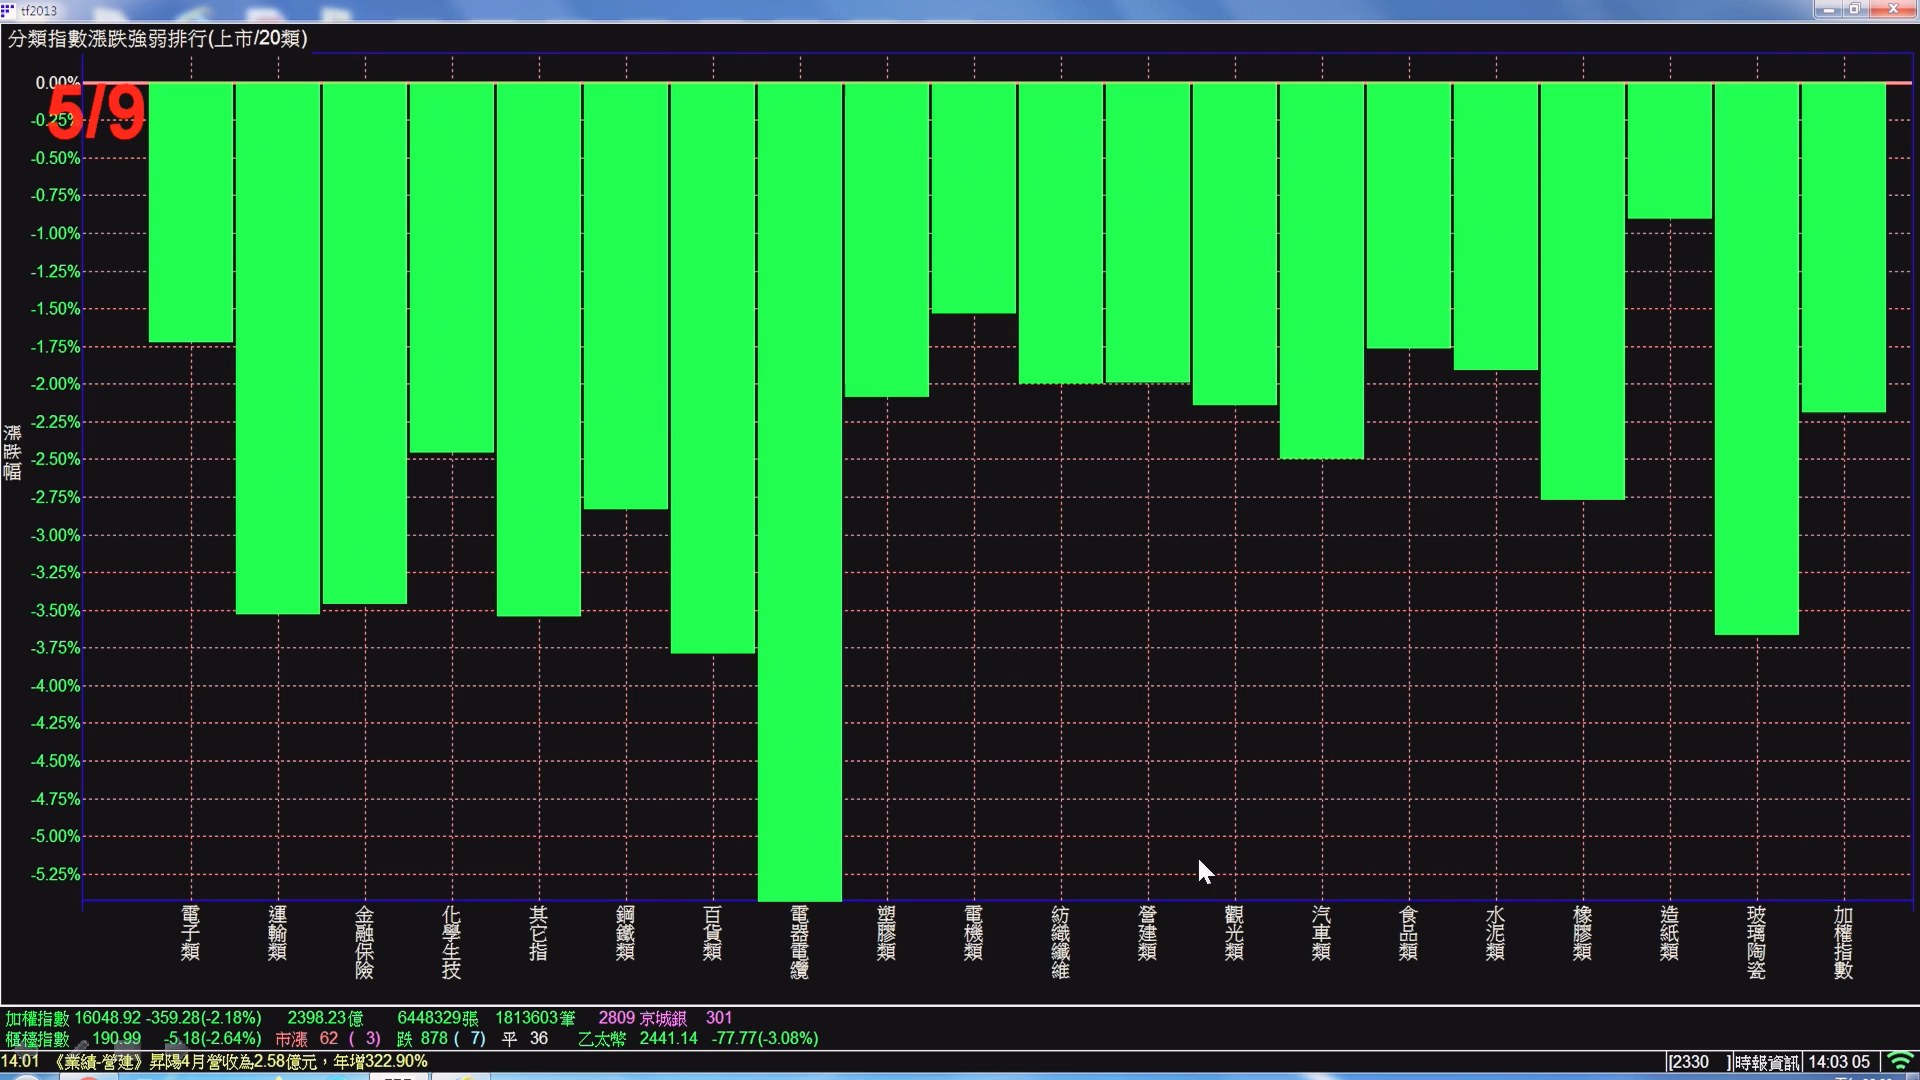 tf2013
分類指數漲跌強弱排行(上市/20類)
0.00%
5/9
-0.25%
-0.50%
-0.75%
-1.00%
-1.25%
-1.50%
-1.75%
-2.00%
-2.25%
漲跌幅
-2.50%
-2.75%
-3.00%
-3.25%
-3.50%
-3.75%
-4.00%
-4.25%
-4.50%
-4.75%
-5.00%
-5.25%
電子類
運輸類
金融保險
化學生技
其它指
鋼鐵類
百貨類
電器電纜
塑膠類
電機類
紡織纖維
營建類
觀光類
汽車類
食品類
水泥類
橡膠類
造紙類
玻璃陶瓷
加權指數
加權指數 16048.92 -359.28(-2.18%) 2398.23億 6448329張 1813603筆 2809 京城銀 301
櫃檯指數 190.99 -5.18(-2.64%) 市漲 62 ( 3) 跌 878 ( 7) 平 36 乙太幣 2441.14 -77.77(-3.08%)
14:01 《業績-營建》昇陽4月營收為2.58億元，年增322.90% [2330 ]時報資訊 14:03 05